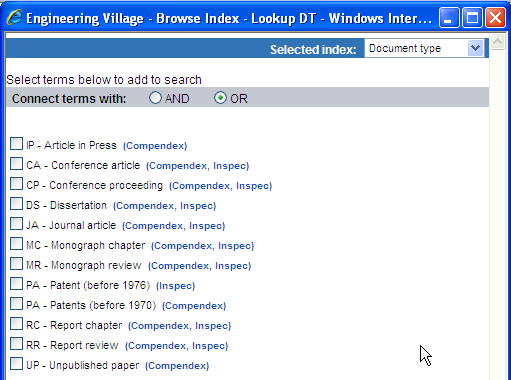 Engineering Village - Browse Index - Lookup DT - Windows Inter...
Selected index: Document type
Select terms below to add to search
Connect terms with: AND OR
IP - Article in Press (Compendex)
CA - Conference article (Compendex, Inspec)
CP - Conference proceeding (Compendex, Inspec)
DS - Dissertation (Compendex, Inspec)
JA - Journal article (Compendex, Inspec)
MC - Monograph chapter (Compendex, Inspec)
MR - Monograph review (Compendex, Inspec)
PA - Patent (before 1976) (Inspec)
PA - Patents (before 1970) (Compendex)
RC - Report chapter (Compendex, Inspec)
RR - Report review (Compendex, Inspec)
UP - Unpublished paper (Compendex)